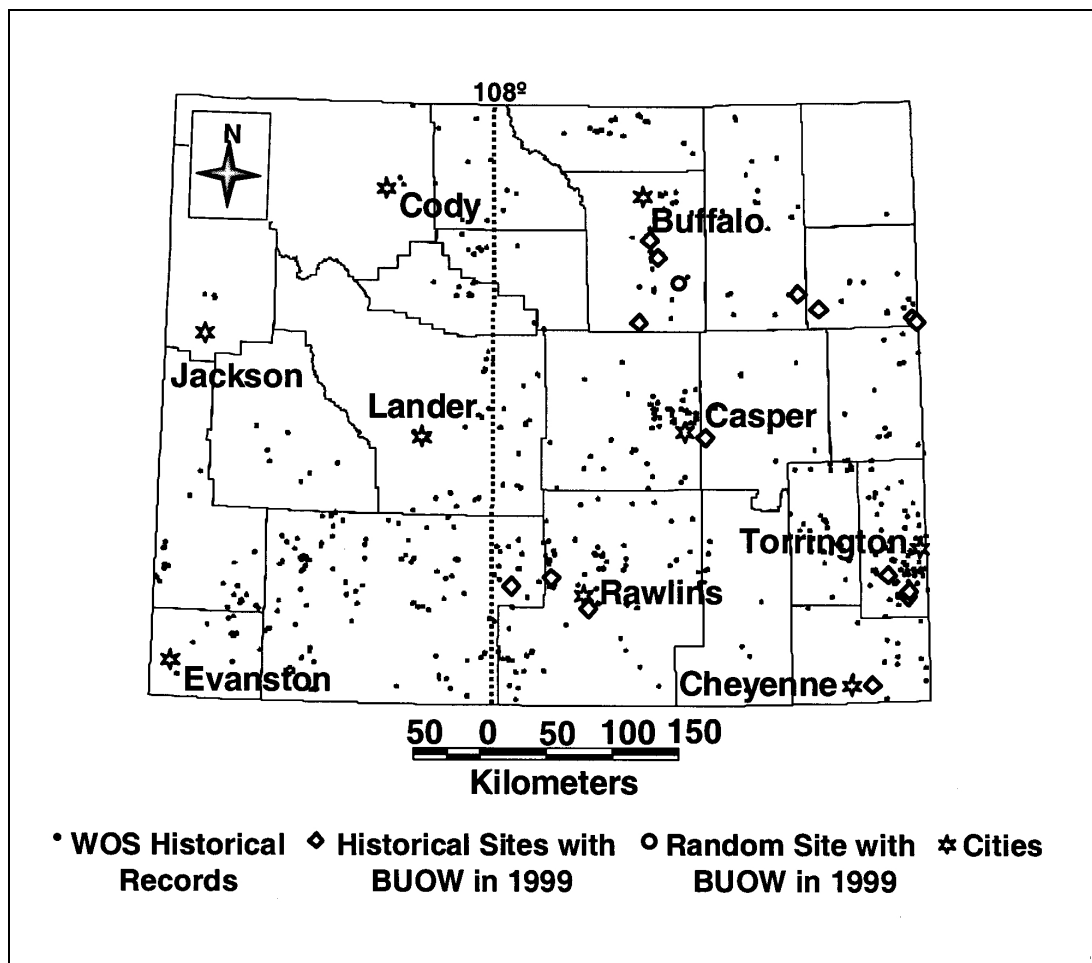 108º
N
Cody
Buffalo
Jackson
Lander
Casper
Torrington
Rawlins
Evanston
Cheyenne
50 0 50 100 150
Kilometers
WOS Historical Records
Historical Sites with BUOW in 1999
Random Site with BUOW in 1999
Cities